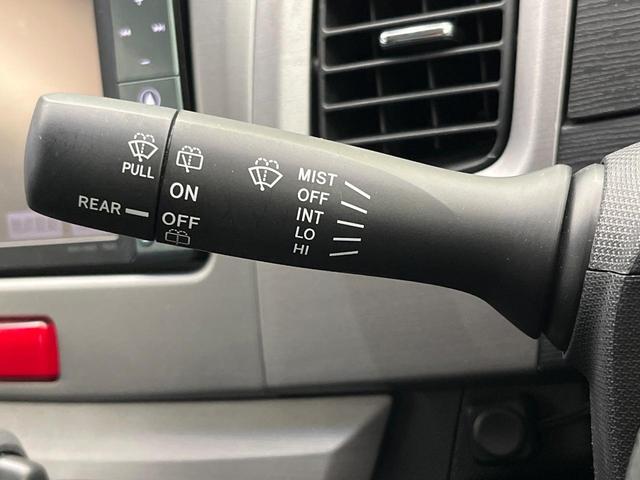 PULL
REAR
ON
OFF
MIST
OFF
INT
LO
HI